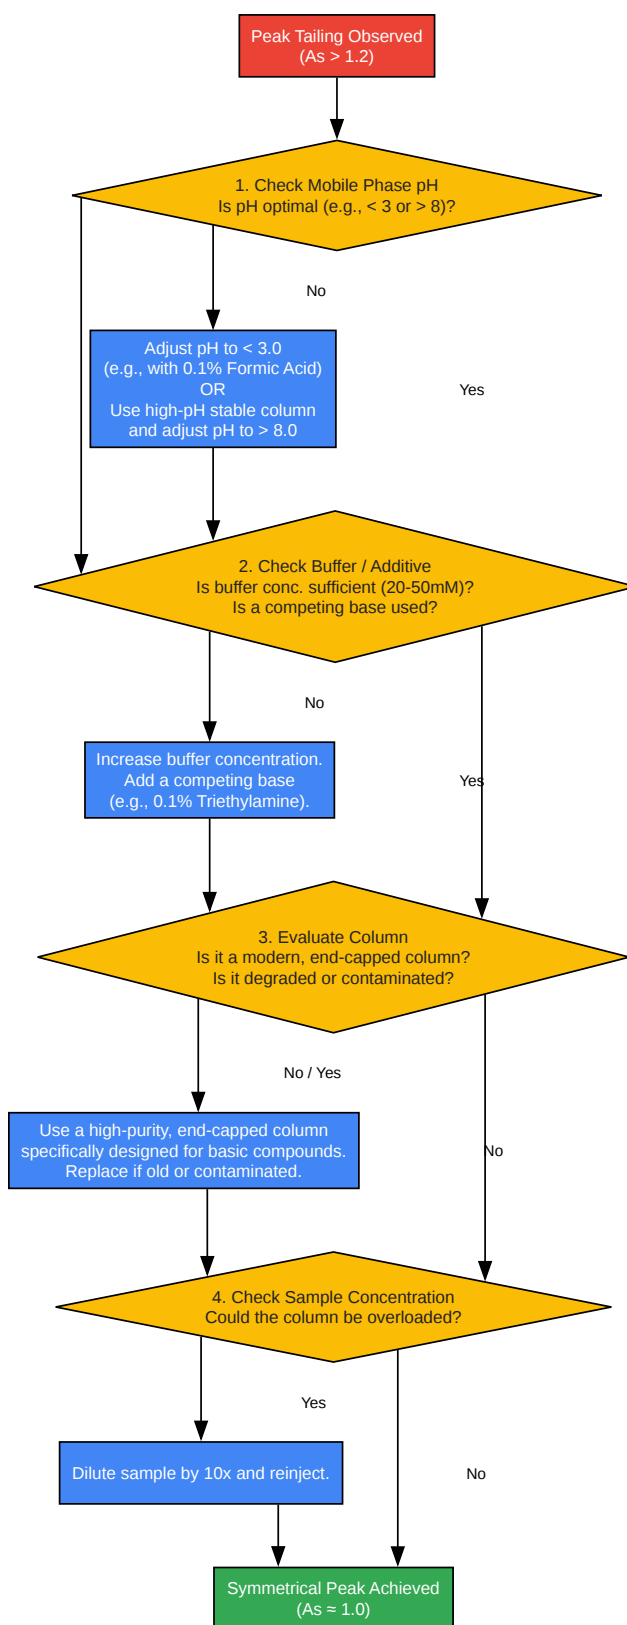 Peak Tailing Observed
(As > 1.2)
1. Check Mobile Phase pH
Is pH optimal (e.g., < 3 or > 8)?
No
Adjust pH to < 3.0
(e.g., with 0.1% Formic Acid)
OR
Use high-pH stable column
and adjust pH to > 8.0
Yes
2. Check Buffer / Additive
Is buffer conc. sufficient (20-50mM)?
Is a competing base used?
No
Increase buffer concentration.
Add a competing base
(e.g., 0.1% Triethylamine).
Yes
3. Evaluate Column
Is it a modern, end-capped column?
Is it degraded or contaminated?
No / Yes
Use a high-purity, end-capped column
specifically designed for basic compounds.
Replace if old or contaminated.
No
4. Check Sample Concentration
Could the column be overloaded?
Yes
Dilute sample by 10x and reinject.
No
Symmetrical Peak Achieved
(As ≈ 1.0)